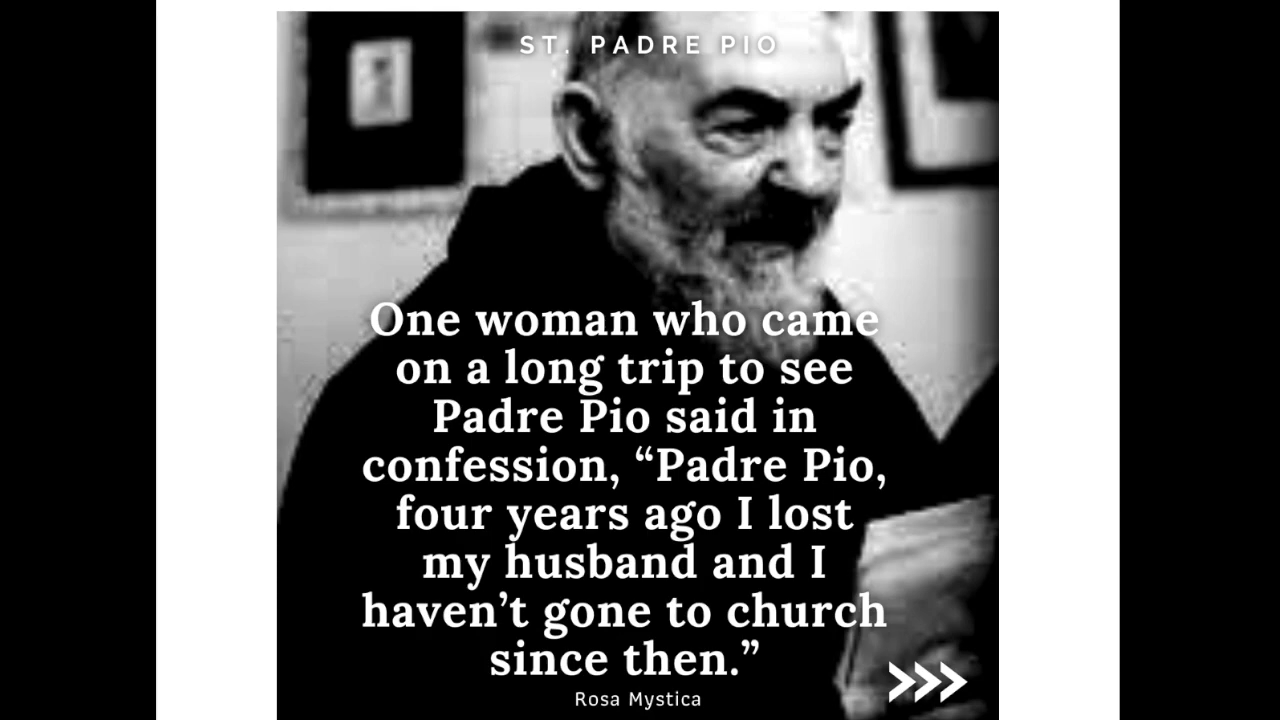 ST. PADRE PIO
One woman who came
on a long trip to see
Padre Pio said in
confession, “Padre Pio,
four years ago I lost
my husband and I
haven’t gone to church
since then.”
Rosa Mystica